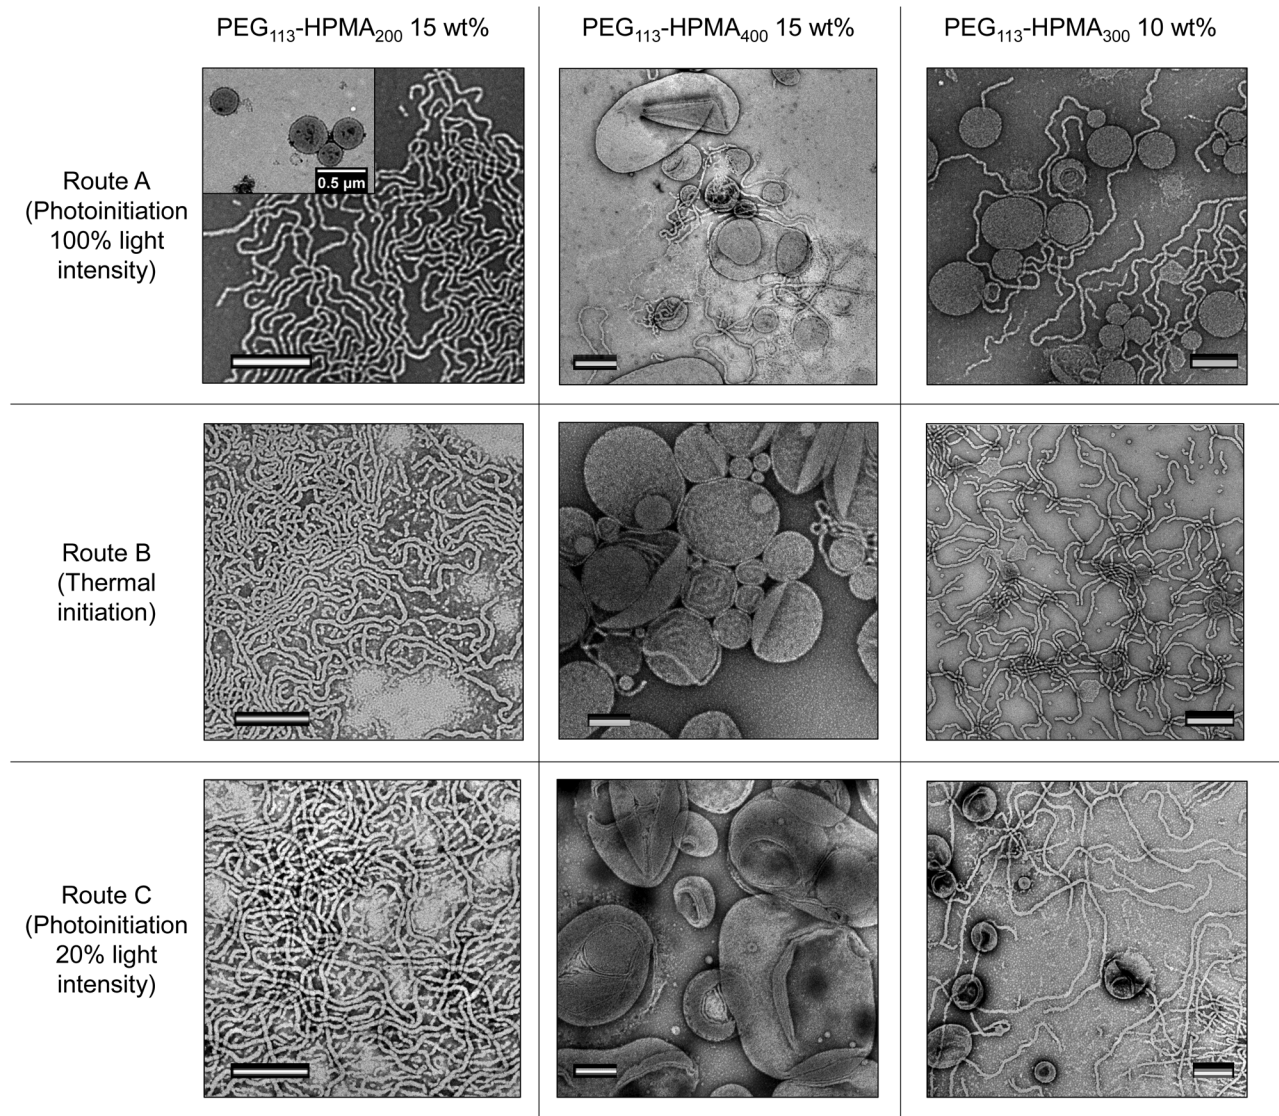 PEG₁₁₃-HPMA₂₀₀ 15 wt%
PEG₁₁₃-HPMA₄₀₀ 15 wt%
PEG₁₁₃-HPMA₃₀₀ 10 wt%
Route A
(Photoinitiation
100% light
intensity)
0.5 µm
Route B
(Thermal
initiation)
Route C
(Photoinitiation
20% light
intensity)